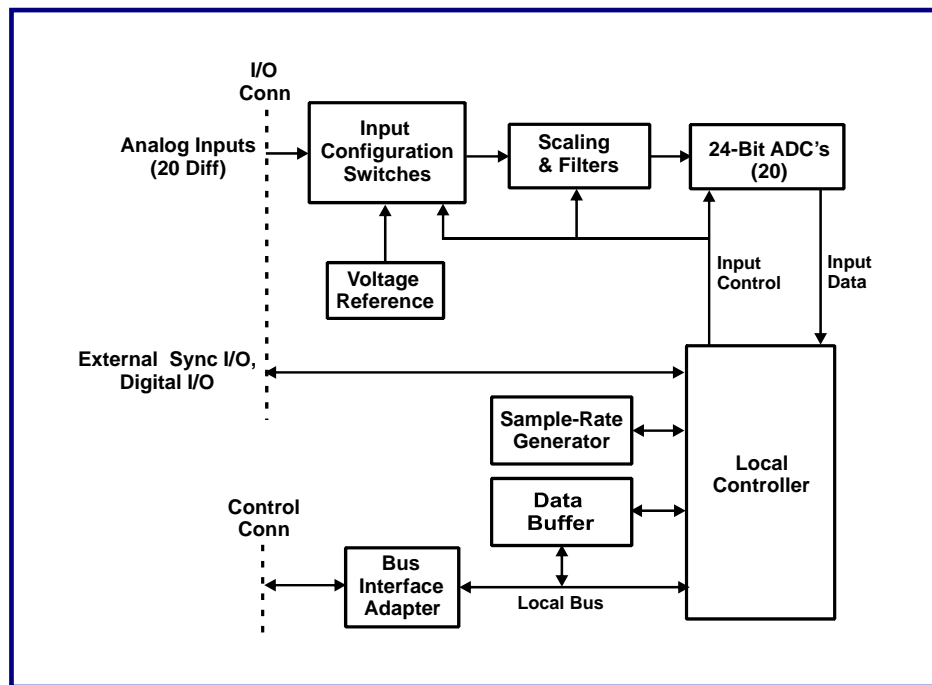 I/O
Conn
Analog Inputs
(20 Diff)
Input
Configuration
Switches
Scaling
& Filters
24-Bit ADC's
(20)
Voltage
Reference
Input
Control
Input
Data
External Sync I/O,
Digital I/O
Sample-Rate
Generator
Local
Controller
Data
Buffer
Control
Conn
Bus
Interface
Adapter
Local Bus